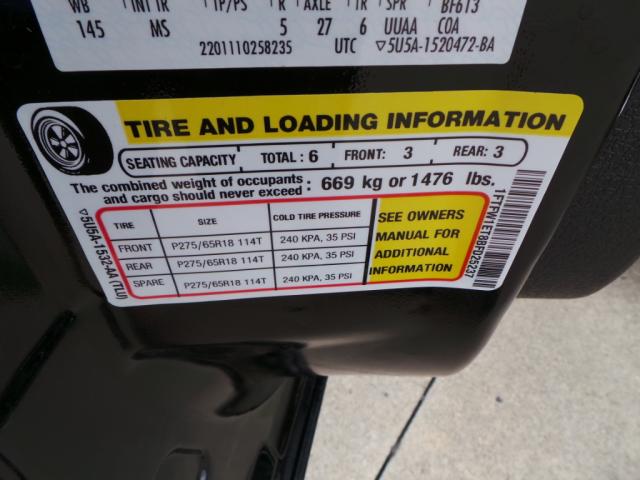 WB INT TR TP/PS R AXLE TR SPR BF6T3
145 MS 5 27 6 UUAA COA
2201110258235 UTC ▽5U5A-1520472-BA
TIRE AND LOADING INFORMATION
SEATING CAPACITY TOTAL : 6 FRONT: 3 REAR: 3
The combined weight of occupants and cargo should never exceed : 669 kg or 1476 lbs.
TIRE SIZE COLD TIRE PRESSURE
FRONT P275/65R18 114T 240 KPA, 35 PSI
REAR P275/65R18 114T 240 KPA, 35 PSI
SPARE P275/65R18 114T 240 KPA, 35 PSI
SEE OWNERS
MANUAL FOR
ADDITIONAL
INFORMATION
▽5U5A-1532-AA (TLU)